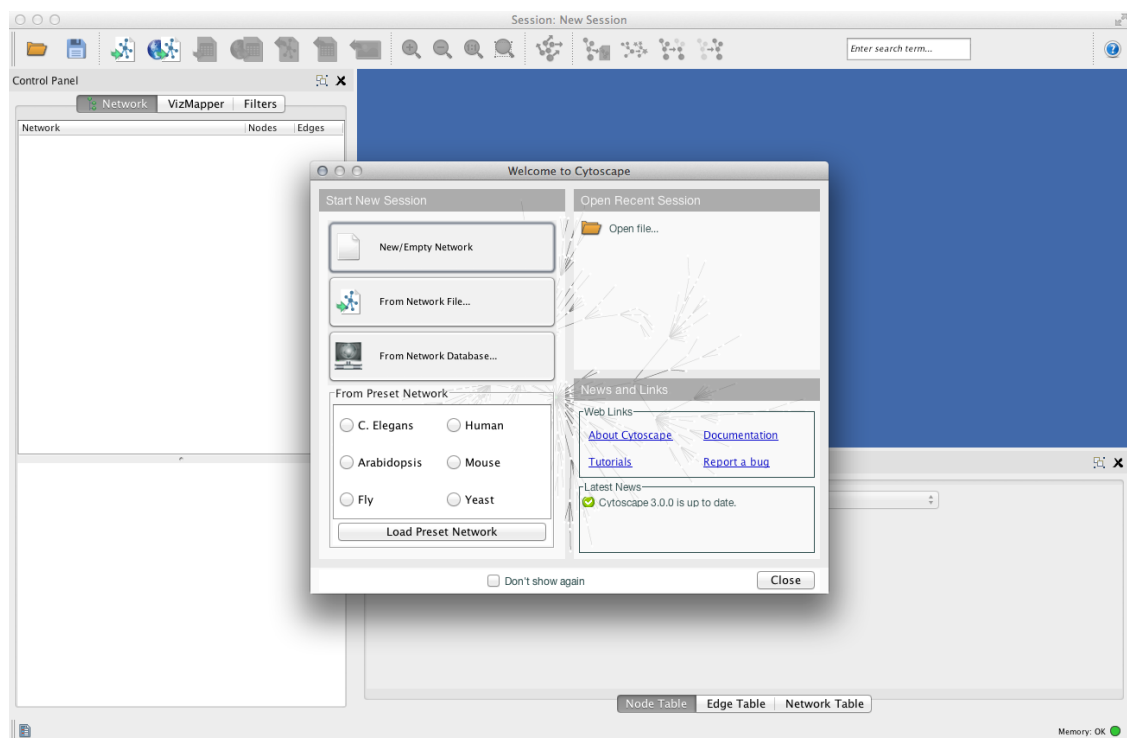 Session: New Session
Enter search term...
Control Panel
Network VizMapper Filters
Network Nodes Edges
Welcome to Cytoscape
Start New Session
New/Empty Network
From Network File...
From Network Database...
From Preset Network
C. Elegans Human
Arabidopsis Mouse
Fly Yeast
Load Preset Network
Open Recent Session
Open file...
News and Links
Web Links
About Cytoscape Documentation
Tutorials Report a bug
Latest News
Cytoscape 3.0.0 is up to date.
Don't show again
Close
Node Table Edge Table Network Table
Memory: OK